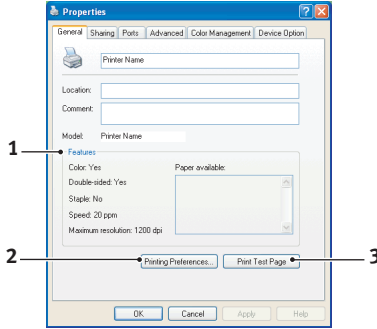 Properties
General Sharing Ports Advanced Color Management Device Option
Printer Name
Location:
Comment:
Model: Printer Name
1
Features
Color: Yes
Paper available:
Double-sided: Yes
Staple: No
Speed: 20 ppm
Maximum resolution: 1200 dpi
2
Printing Preferences...
Print Test Page
3
OK Cancel Apply Help